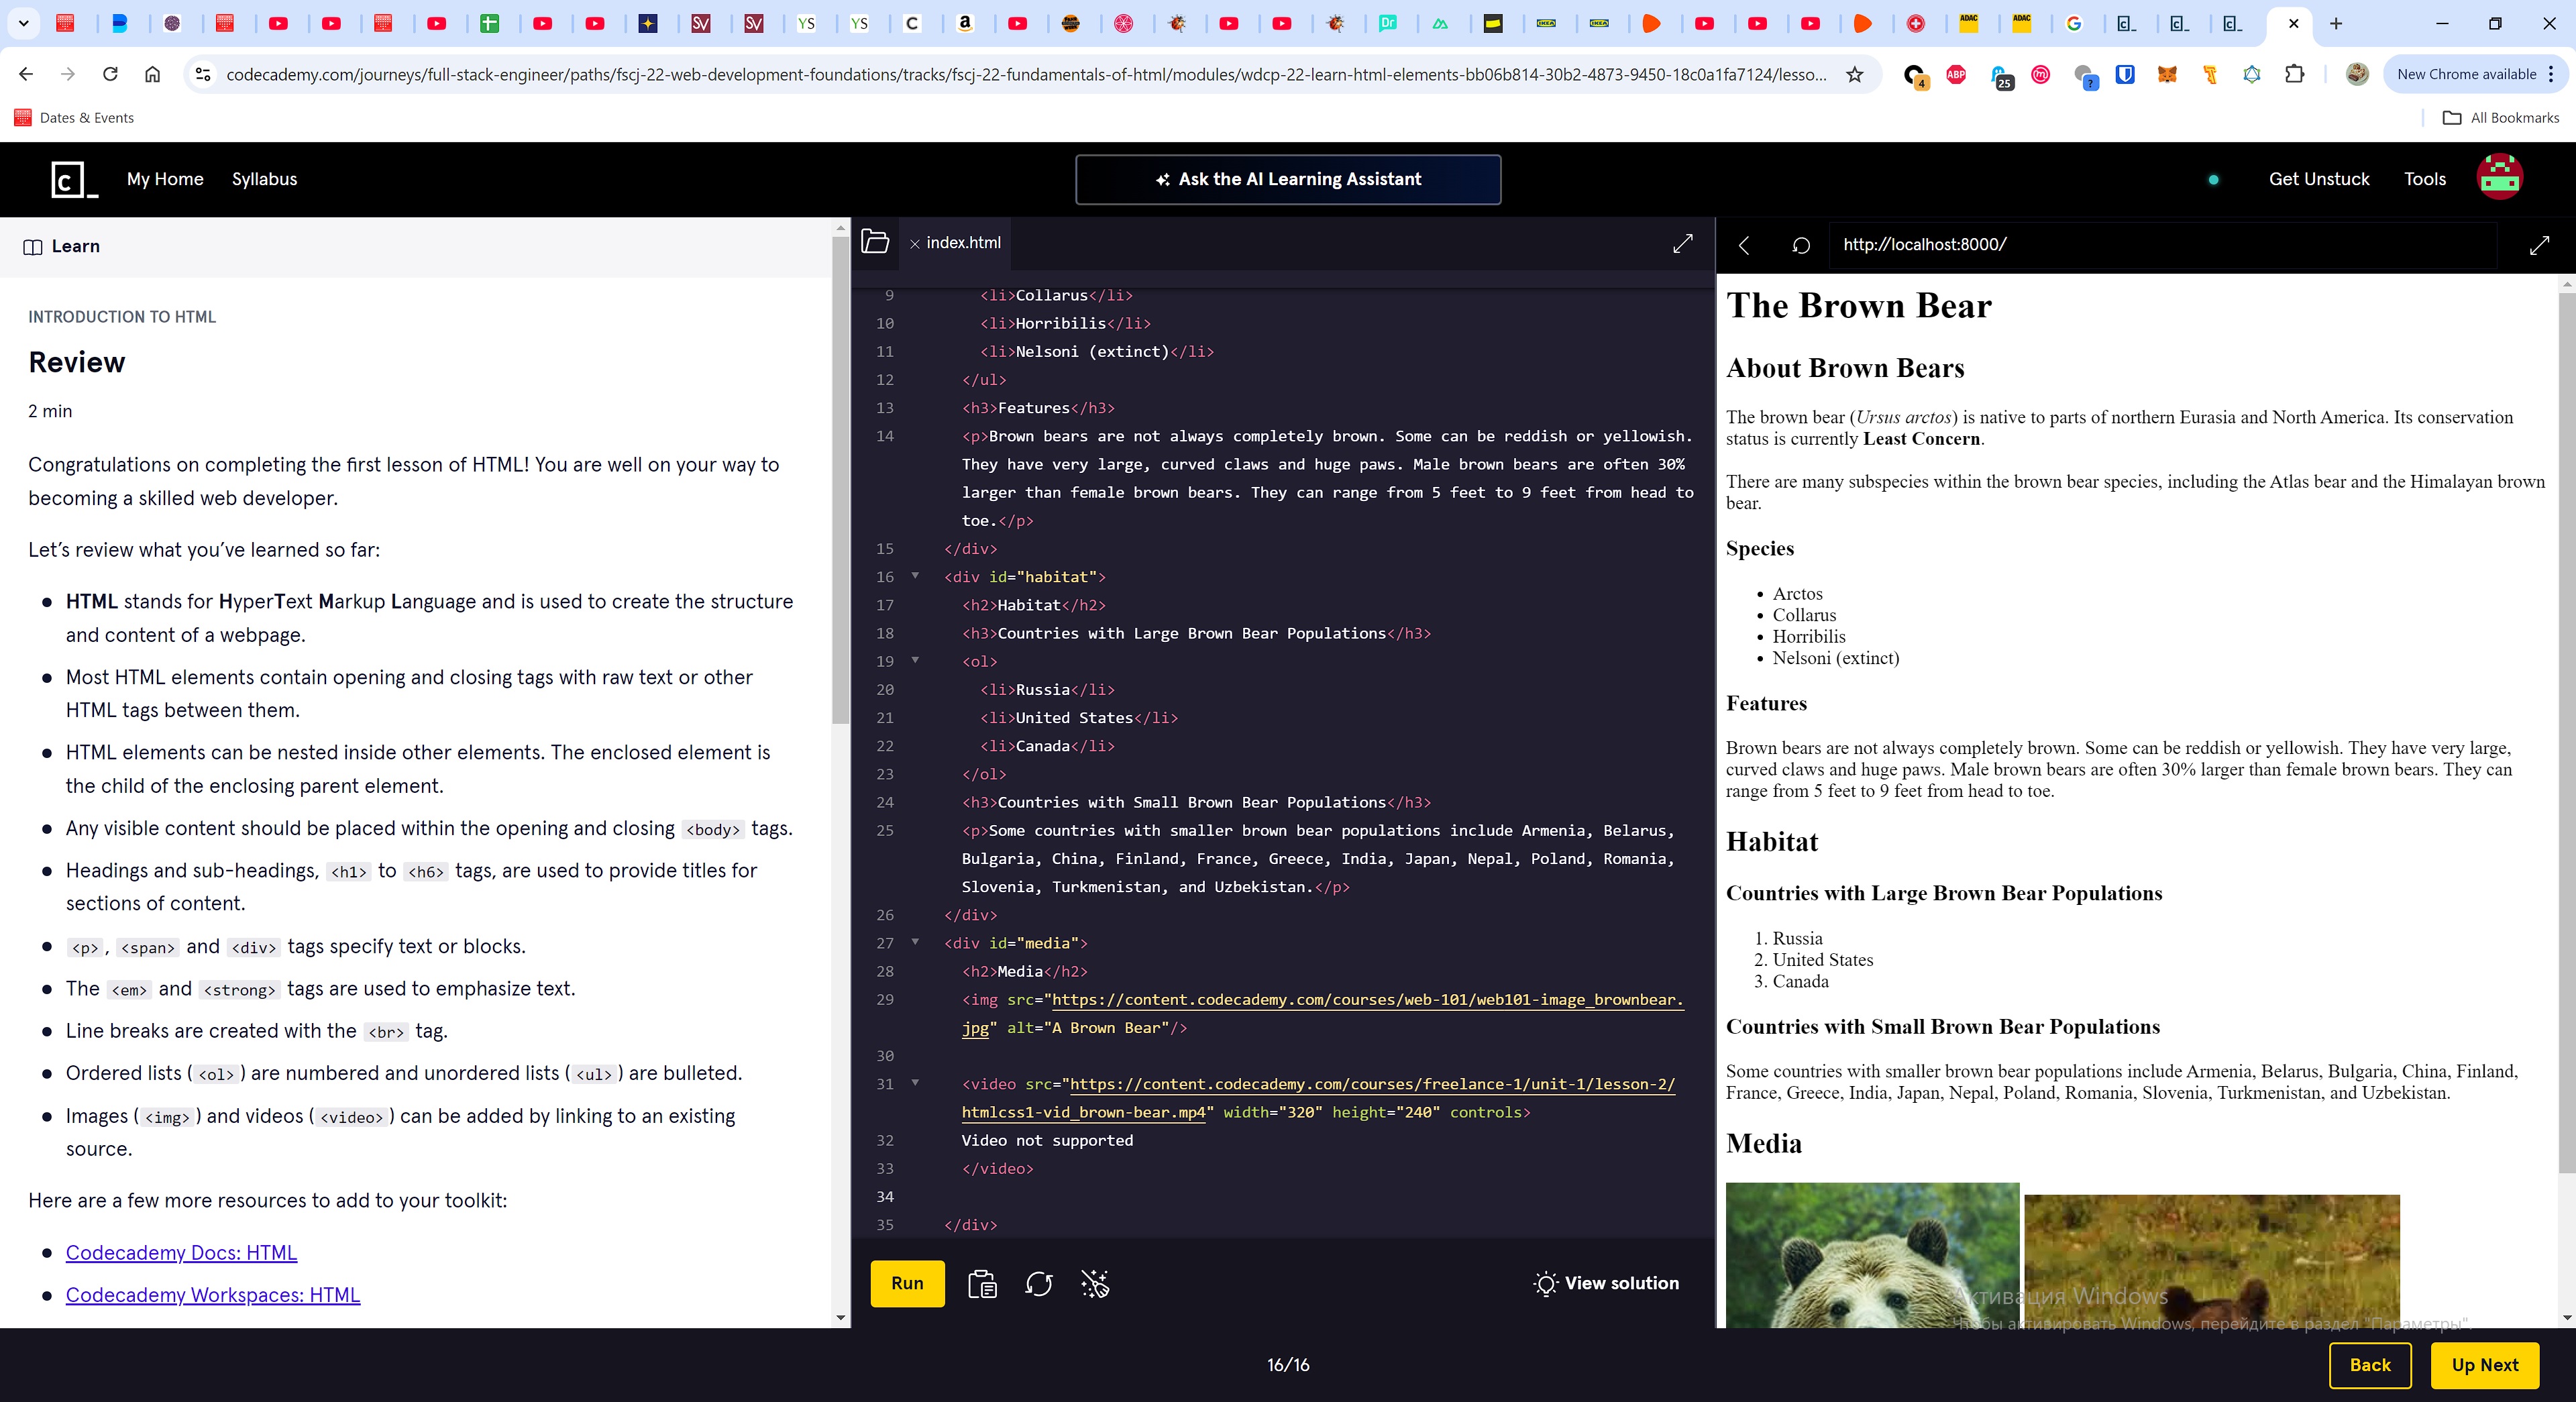 codecademy.com/journeys/full-stack-engineer/paths/fscj-22-web-development-foundations/tracks/fscj-22-fundamentals-of-html/modules/wdcp-22-learn-html-elements-bb06b814-30b2-4873-9450-18c0a1fa7124/lesso...
4
ABP
25
?
New Chrome available
Dates & Events
All Bookmarks
My Home
Syllabus
Ask the AI Learning Assistant
Get Unstuck
Tools
Learn
INTRODUCTION TO HTML
Review
2 min
Congratulations on completing the first lesson of HTML! You are well on your way to
becoming a skilled web developer.
Let's review what you've learned so far:
HTML stands for HyperText Markup Language and is used to create the structure
and content of a webpage.
Most HTML elements contain opening and closing tags with raw text or other
HTML tags between them.
HTML elements can be nested inside other elements. The enclosed element is
the child of the enclosing parent element.
Any visible content should be placed within the opening and closing <body> tags.
Headings and sub-headings, <h1> to <h6> tags, are used to provide titles for
sections of content.
<p>, <span> and <div> tags specify text or blocks.
The <em> and <strong> tags are used to emphasize text.
Line breaks are created with the <br> tag.
Ordered lists (<ol>) are numbered and unordered lists (<ul>) are bulleted.
Images (<img>) and videos (<video>) can be added by linking to an existing
source.
Here are a few more resources to add to your toolkit:
Codecademy Docs: HTML
Codecademy Workspaces: HTML
index.html
9 <li>Collarus</li>
10 <li>Horribilis</li>
11 <li>Nelsoni (extinct)</li>
12 </ul>
13 <h3>Features</h3>
14 <p>Brown bears are not always completely brown. Some can be reddish or yellowish.
They have very large, curved claws and huge paws. Male brown bears are often 30%
larger than female brown bears. They can range from 5 feet to 9 feet from head to
toe.</p>
15 </div>
16 <div id="habitat">
17 <h2>Habitat</h2>
18 <h3>Countries with Large Brown Bear Populations</h3>
19 <ol>
20 <li>Russia</li>
21 <li>United States</li>
22 <li>Canada</li>
23 </ol>
24 <h3>Countries with Small Brown Bear Populations</h3>
25 <p>Some countries with smaller brown bear populations include Armenia, Belarus,
Bulgaria, China, Finland, France, Greece, India, Japan, Nepal, Poland, Romania,
Slovenia, Turkmenistan, and Uzbekistan.</p>
26 </div>
27 <div id="media">
28 <h2>Media</h2>
29 <img src="https://content.codecademy.com/courses/web-101/web101-image_brownbear.
jpg" alt="A Brown Bear"/>
30
31 <video src="https://content.codecademy.com/courses/freelance-1/unit-1/lesson-2/
htmlcss1-vid_brown-bear.mp4" width="320" height="240" controls>
32 Video not supported
33 </video>
34
35 </div>
Run
View solution
http://localhost:8000/
The Brown Bear
About Brown Bears
The brown bear (Ursus arctos) is native to parts of northern Eurasia and North America. Its conservation
status is currently Least Concern.
There are many subspecies within the brown bear species, including the Atlas bear and the Himalayan brown
bear.
Species
Arctos
Collarus
Horribilis
Nelsoni (extinct)
Features
Brown bears are not always completely brown. Some can be reddish or yellowish. They have very large,
curved claws and huge paws. Male brown bears are often 30% larger than female brown bears. They can
range from 5 feet to 9 feet from head to toe.
Habitat
Countries with Large Brown Bear Populations
1. Russia
2. United States
3. Canada
Countries with Small Brown Bear Populations
Some countries with smaller brown bear populations include Armenia, Belarus, Bulgaria, China, Finland,
France, Greece, India, Japan, Nepal, Poland, Romania, Slovenia, Turkmenistan, and Uzbekistan.
Media
Активация Windows
Чтобы активировать Windows, перейдите в раздел "Параметры".
16/16
Back
Up Next